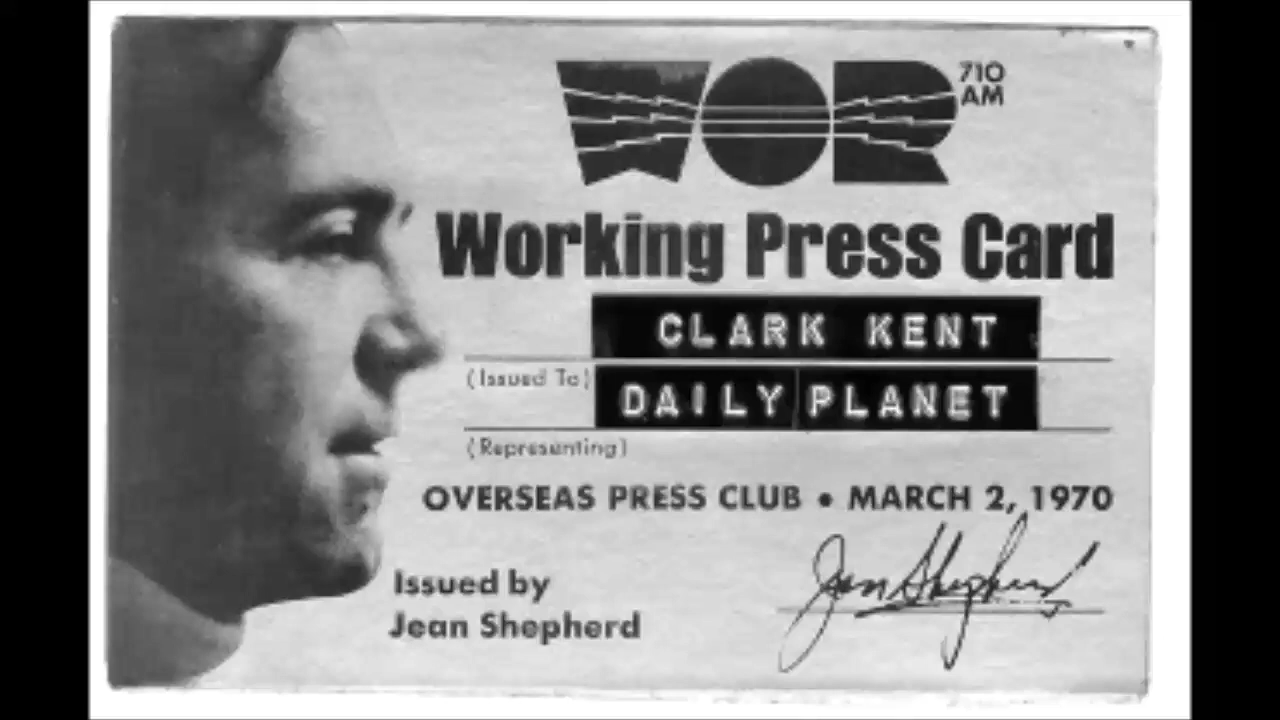 WOR 710
AM
Working Press Card
CLARK KENT
(Issued To)
DAILY PLANET
(Representing)
OVERSEAS PRESS CLUB • MARCH 2, 1970
Issued by
Jean Shepherd
Jean Shepherd